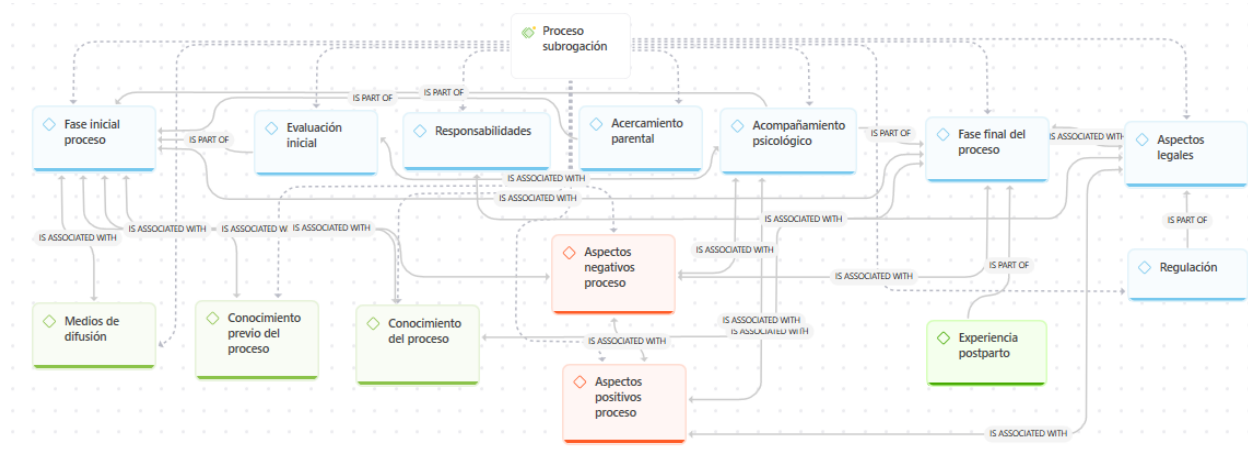 Proceso
subrogación
IS PART OF
IS PART OF
Fase inicial
proceso
Evaluación
inicial
Responsabilidades
Acercamiento
parental
Acompañamiento
psicológico
Fase final del
proceso
Aspectos
legales
IS PART OF
IS PART OF
IS ASSOCIATED WITH
IS ASSOCIATED WITH
IS ASSOCIATED WITH
IS ASSOCIATED WITH
IS PART OF
IS ASSOCIATED WITH
IS ASSOCIATED WITH
IS ASSOCIATED W
IS ASSOCIATED WITH
IS ASSOCIATED WITH
Aspectos
negativos
proceso
IS ASSOCIATED WITH
IS PART OF
Regulación
Medios de
difusión
Conocimiento
previo del
proceso
Conocimiento
del proceso
IS ASSOCIATED WITH
IS ASSOCIATED WITH
IS ASSOCIATED WITH
Experiencia
postparto
Aspectos
positivos
proceso
IS ASSOCIATED WITH